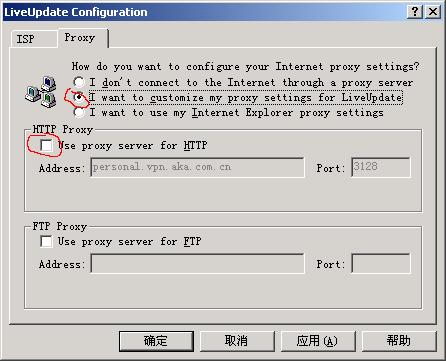 LiveUpdate Configuration
ISP Proxy
How do you want to configure your Internet proxy settings?
I don't connect to the Internet through a proxy server
I want to customize my proxy settings for LiveUpdate
I want to use my Internet Explorer proxy settings
HTTP Proxy
Use proxy server for HTTP
Address: personal.vpn.aka.com.cn Port: 3128
FTP Proxy
Use proxy server for FTP
Address: Port:
确定 取消 应用(A) 帮助